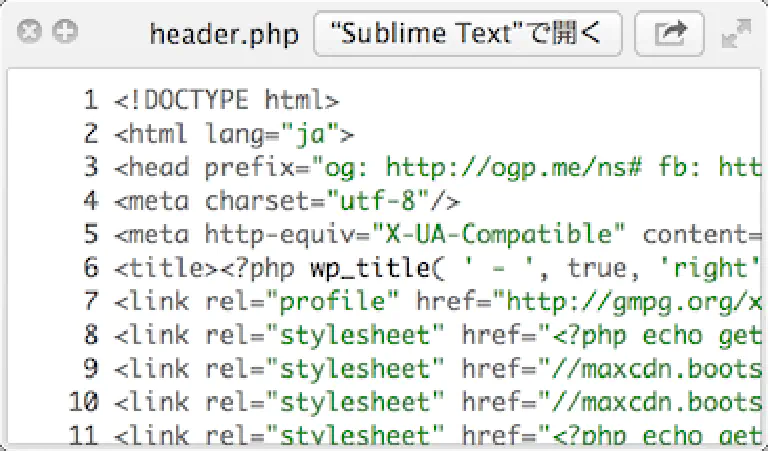 header.php “Sublime Text”で開く
1 <!DOCTYPE html>
2 <html lang="ja">
3 <head prefix="og: http://ogp.me/ns# fb: htt
4 <meta charset="utf-8"/>
5 <meta http-equiv="X-UA-Compatible" content=
6 <title><?php wp_title( ' - ', true, 'right'
7 <link rel="profile" href="http://gmpg.org/x
8 <link rel="stylesheet" href="<?php echo get
9 <link rel="stylesheet" href="//maxcdn.boots
10 <link rel="stylesheet" href="//maxcdn.boots
11 <link rel="stylesheet" href="<?php echo get